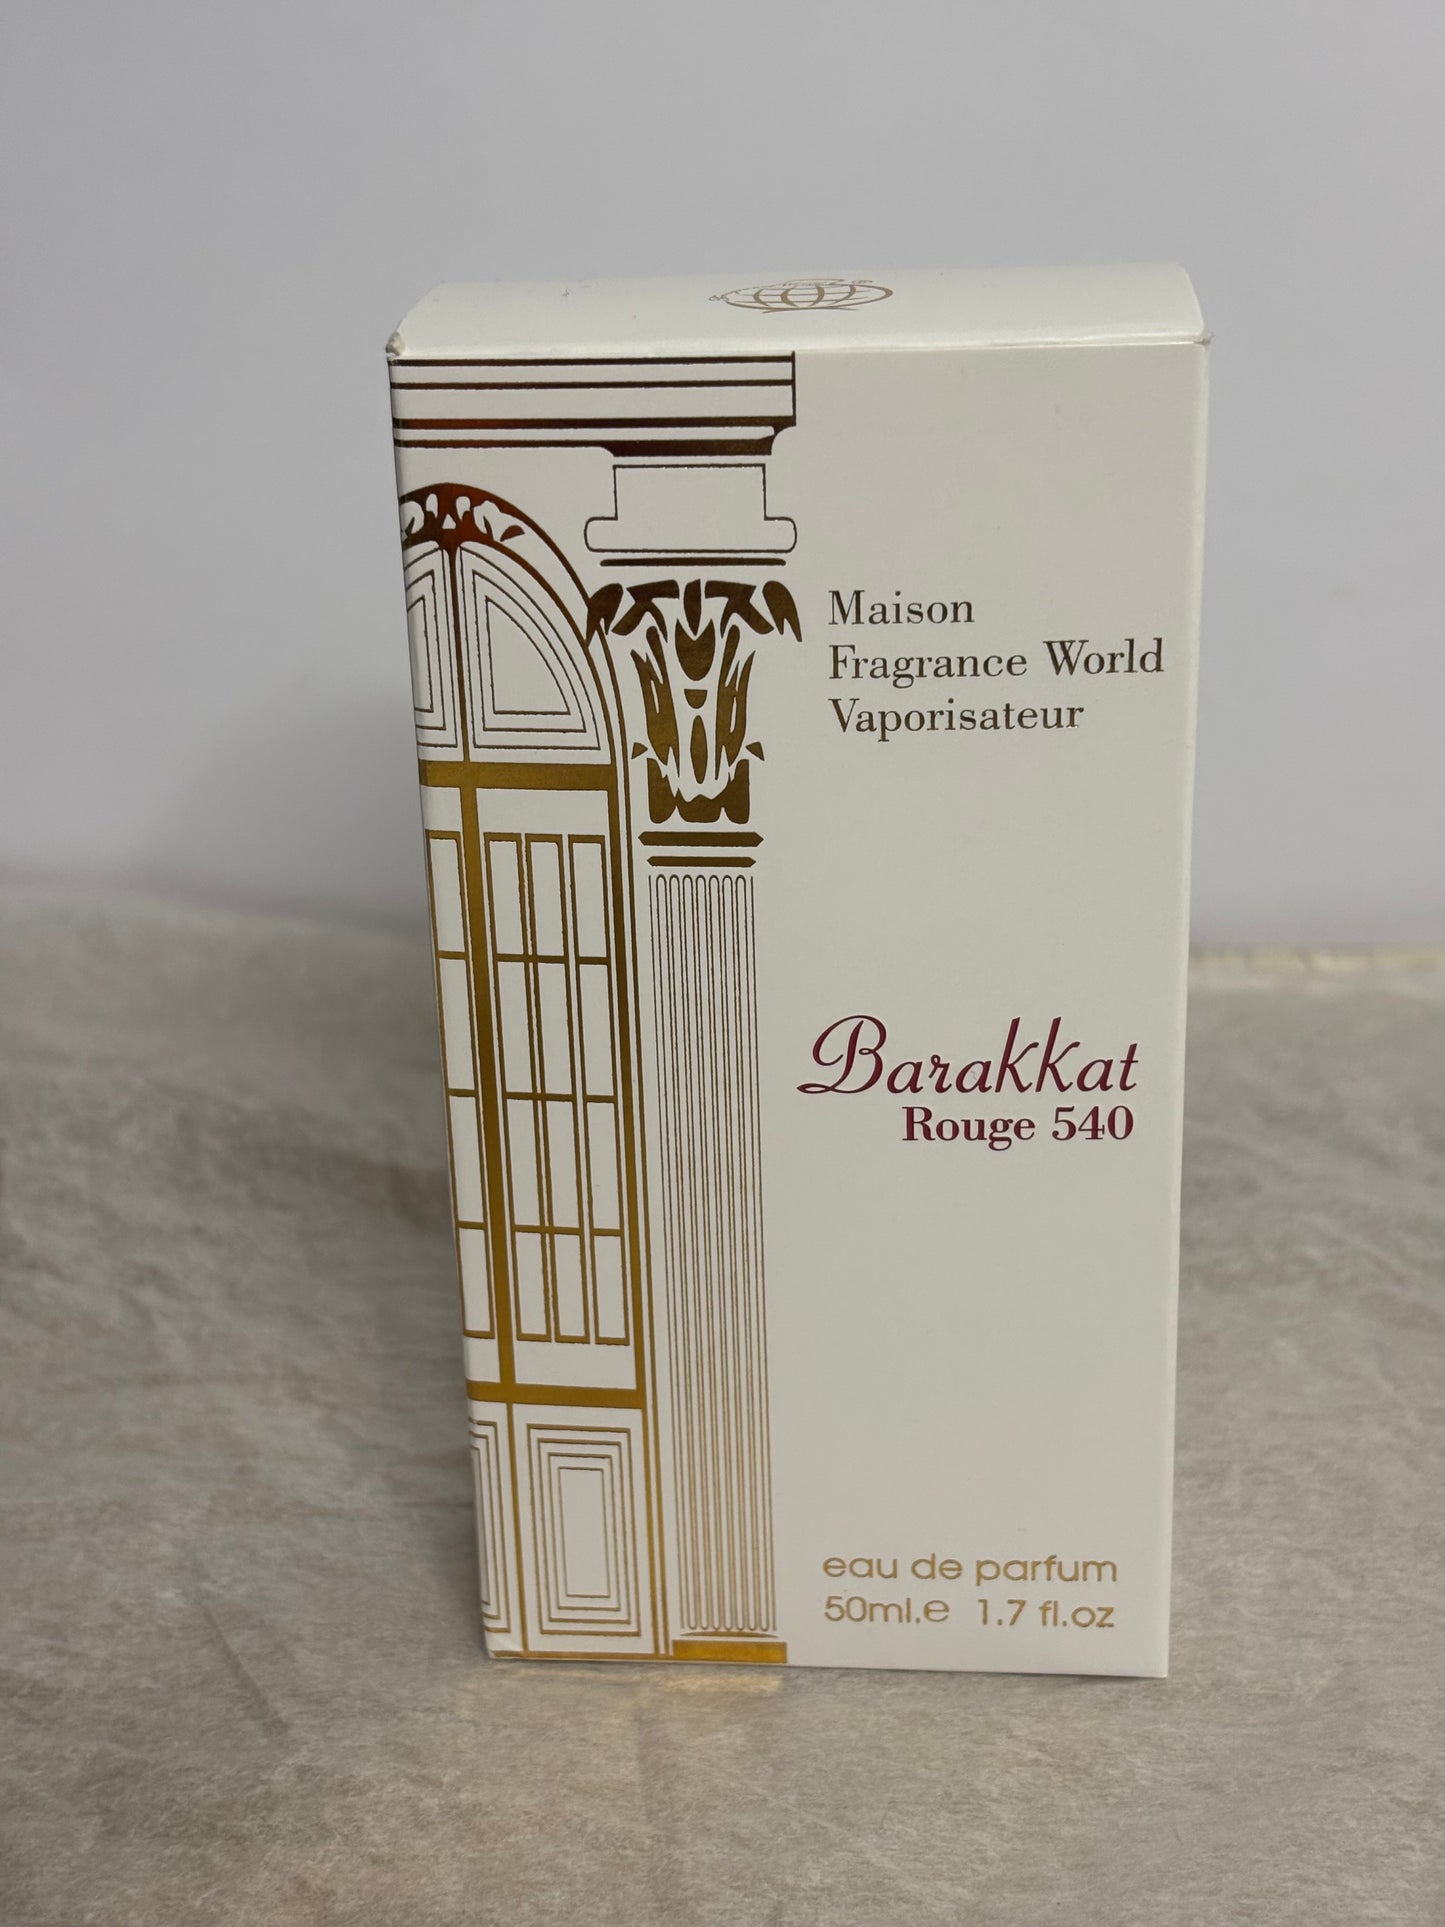 Maison
Fragrance World
Vaporisateur
Barakkat
Rouge 540
eau de parfum
50ml.e 1.7 fl.oz